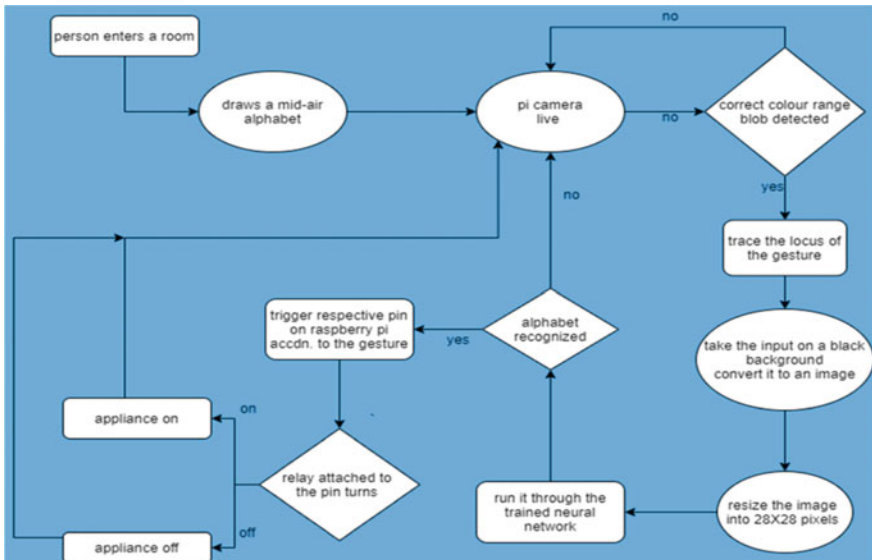 person enters a room
draws a mid-air
alphabet
pi camera
live
no
no
correct colour range
blob detected
yes
trace the locus of
the gesture
take the input on a black
background
convert it to an image
resize the image
into 28X28 pixels
run it through the
trained neural
network
alphabet
recognized
no
yes
trigger respective pin
on raspberry pi
accdn. to the gesture
relay attached to
the pin turns
on
appliance on
off
appliance off